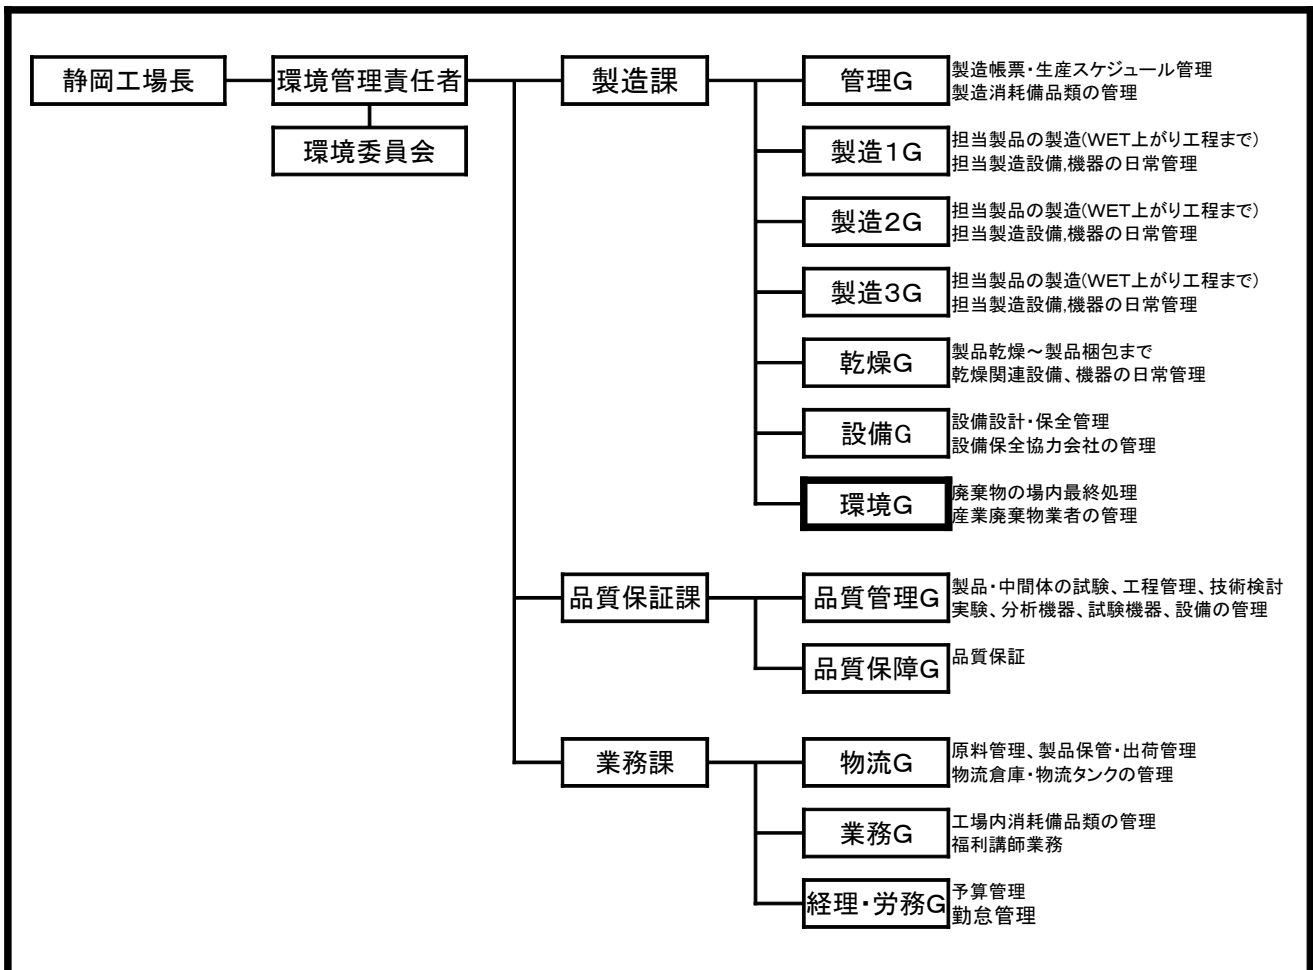 静岡工場長
環境管理責任者
環境委員会
製造課
管理G
製造帳票・生産スケジュール管理
製造消耗備品類の管理
製造1G
担当製品の製造(WET上がり工程まで)
担当製造設備,機器の日常管理
製造2G
担当製品の製造(WET上がり工程まで)
担当製造設備,機器の日常管理
製造3G
担当製品の製造(WET上がり工程まで)
担当製造設備,機器の日常管理
乾燥G
製品乾燥～製品梱包まで
乾燥関連設備、機器の日常管理
設備G
設備設計・保全管理
設備保全協力会社の管理
環境G
廃棄物の場内最終処理
産業廃棄物業者の管理
品質保証課
品質管理G
製品・中間体の試験、工程管理、技術検討
実験、分析機器、試験機器、設備の管理
品質保障G
品質保証
業務課
物流G
原料管理、製品保管・出荷管理
物流倉庫・物流タンクの管理
業務G
工場内消耗備品類の管理
福利講師業務
経理・労務G
予算管理
勤怠管理